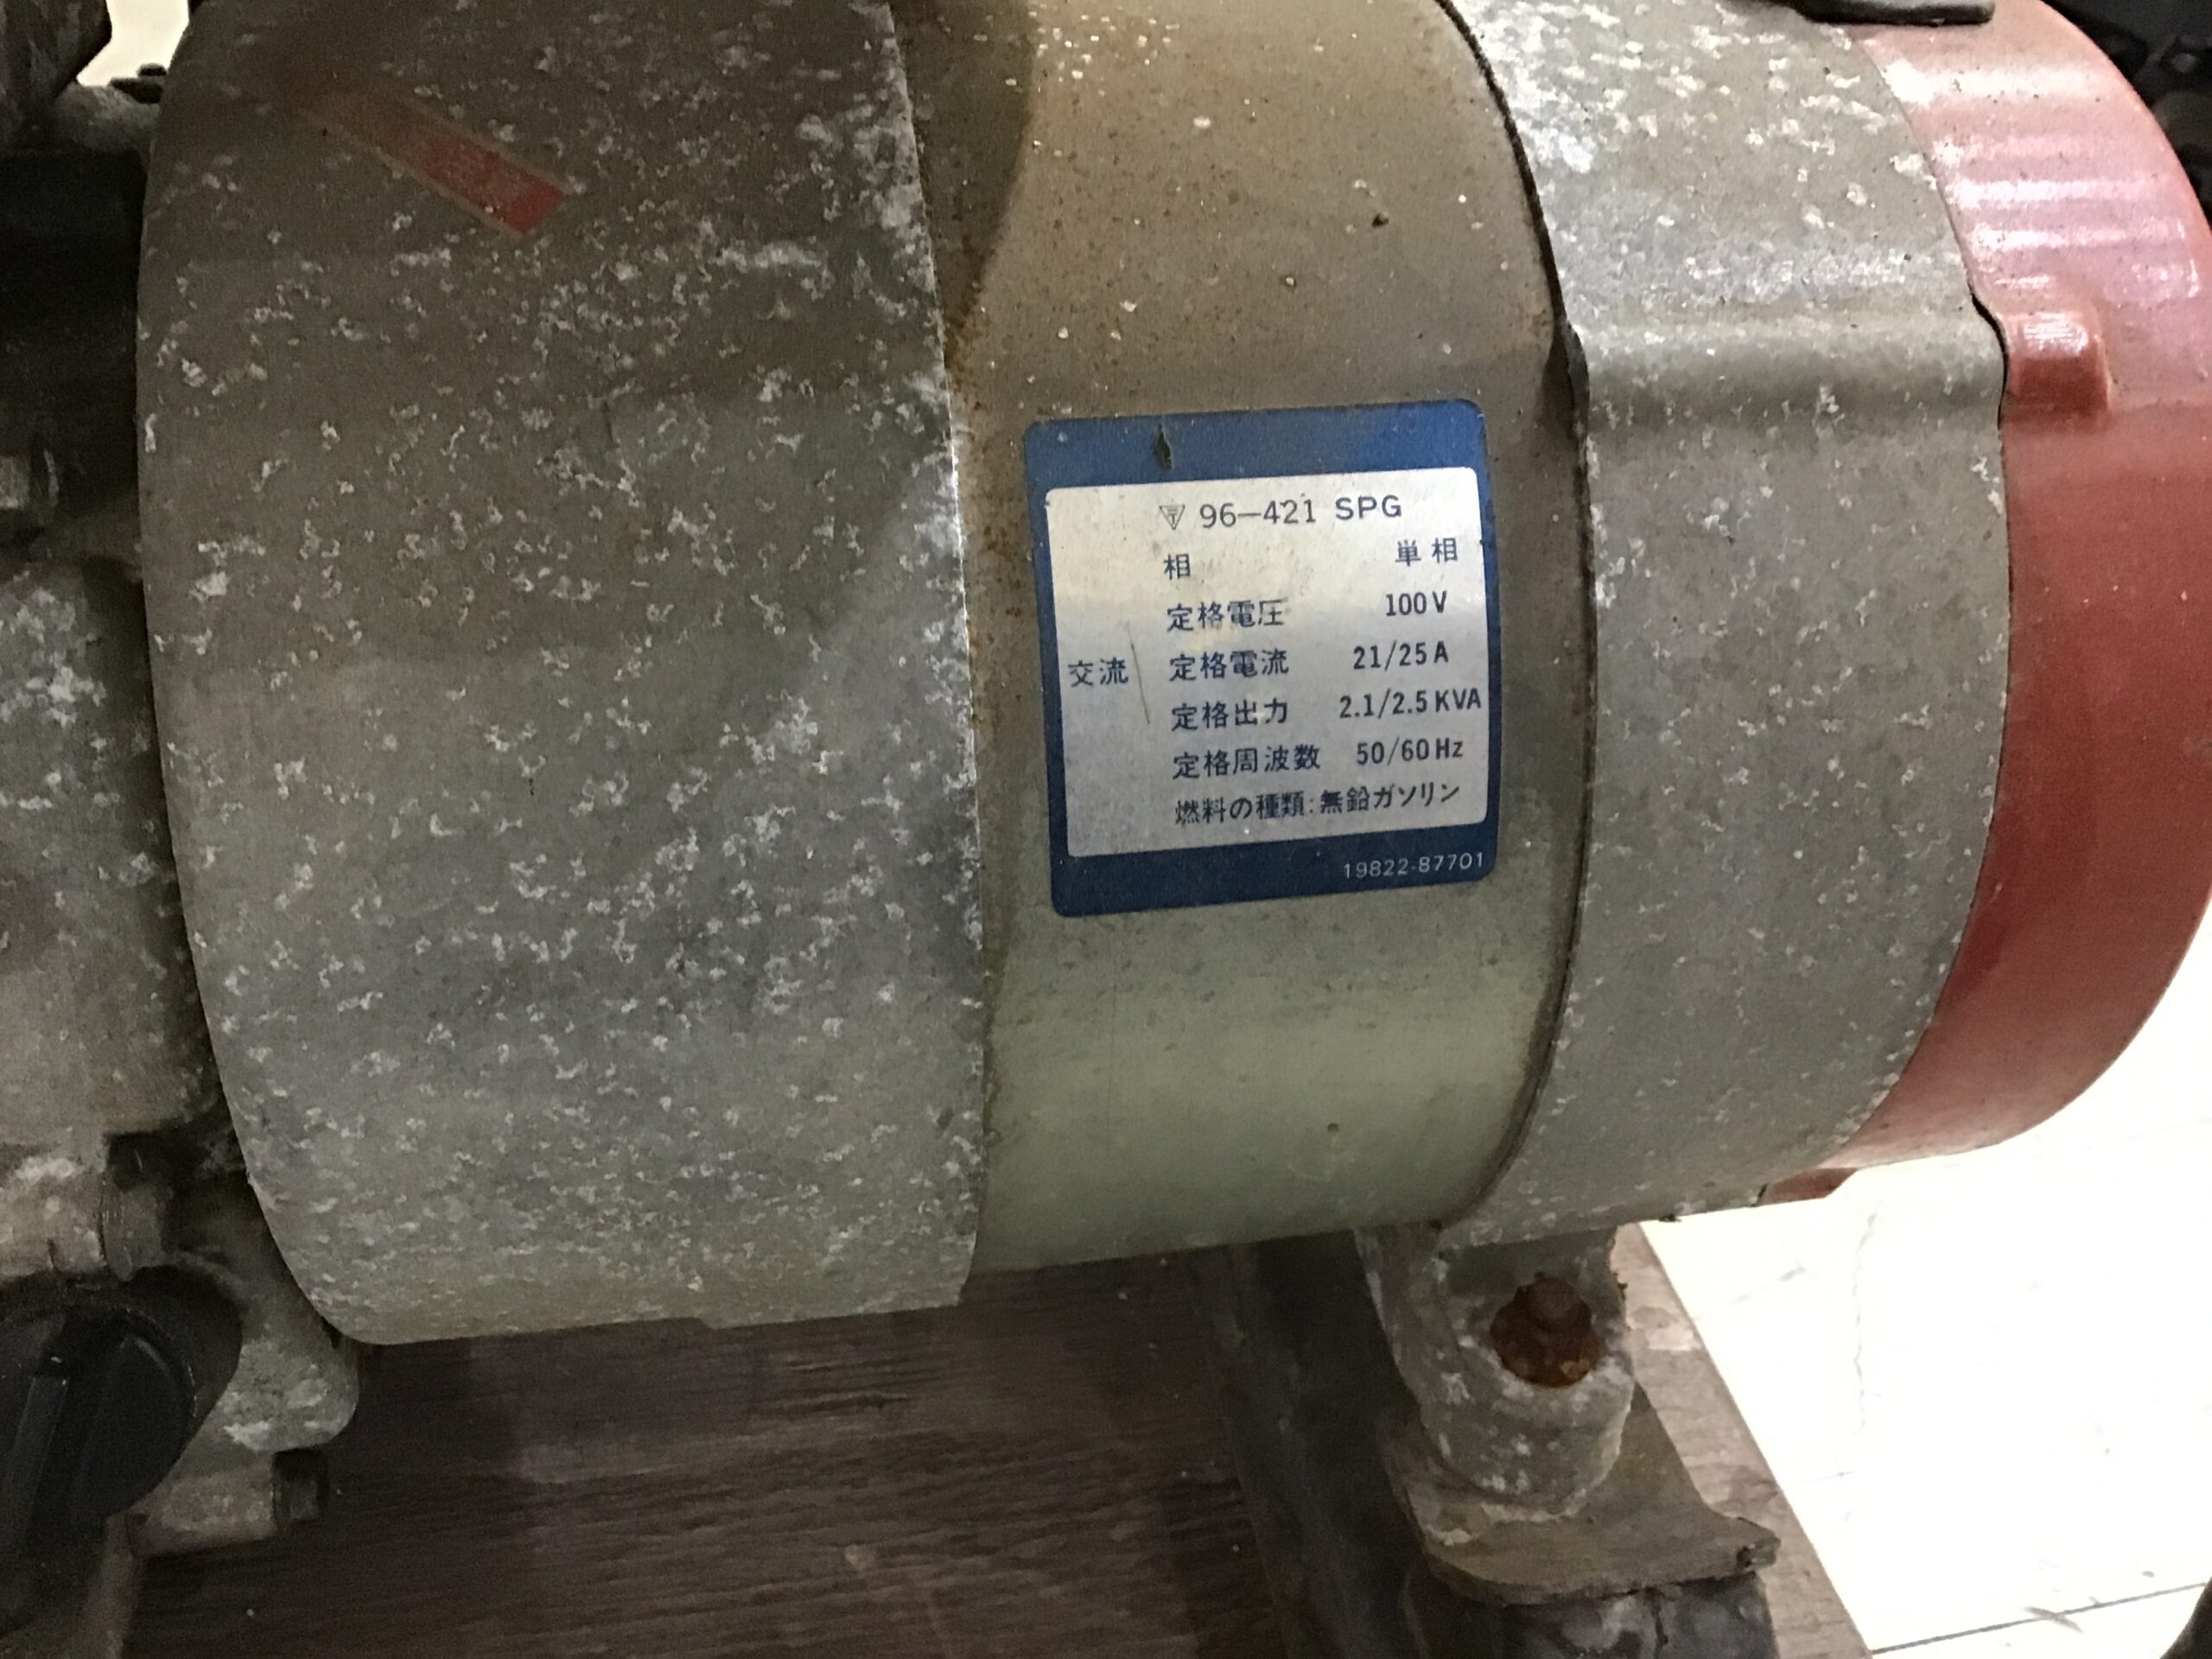 〒 96-421 SPG
相 単相
定格電圧 100V
交流 定格電流 21/25A
定格出力 2.1/2.5KVA
定格周波数 50/60Hz
燃料の種類:無鉛ガソリン
19822-87701